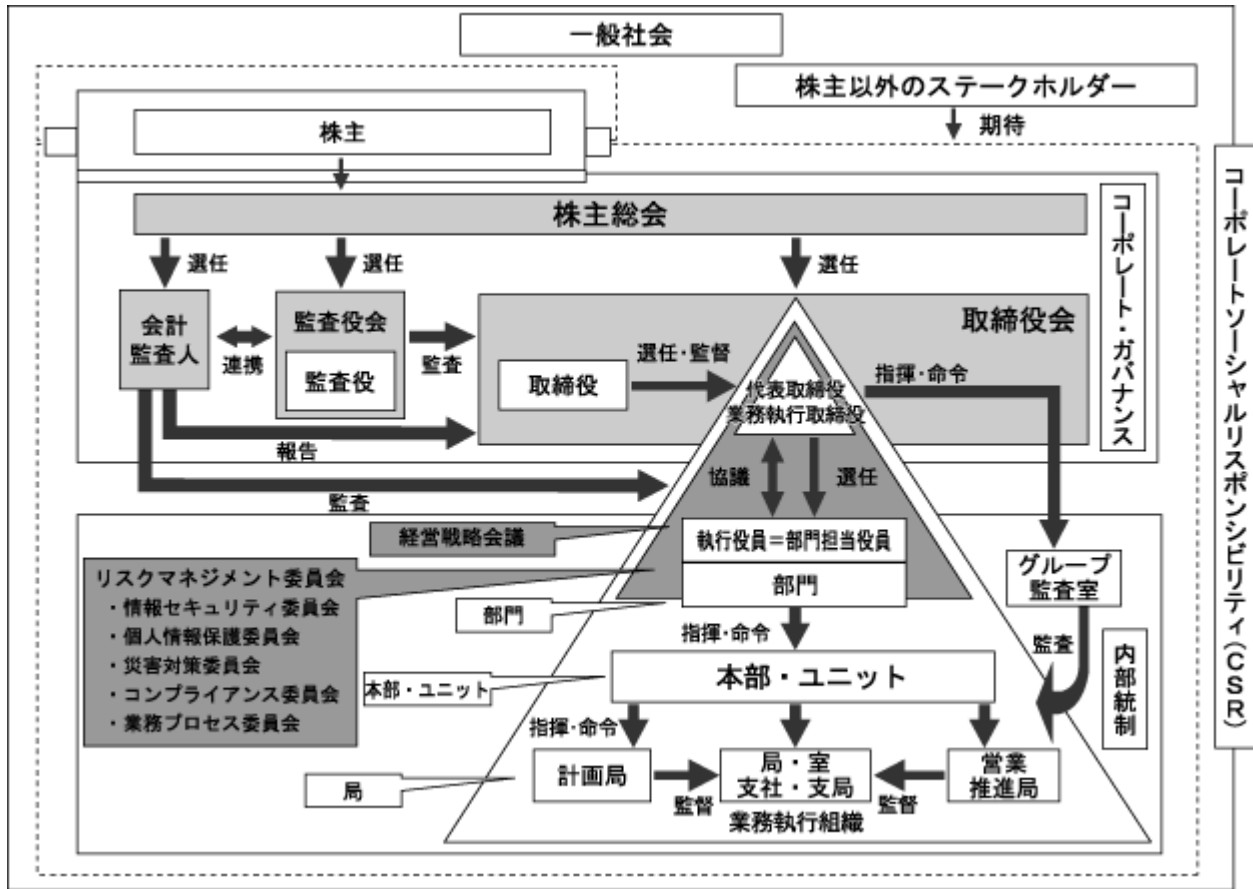 一般社会
株主以外のステークホルダー
期待
株主
株主総会
コーポレート・ガバナンス
コーポレートソーシャルリスポンシビリティ(CSR)
選任
選任
選任
会計
監査人
連携
監査役会
監査役
監査
取締役会
取締役
選任・監督
代表取締役
業務執行取締役
指揮・命令
報告
監査
協議
選任
経営戦略会議
執行役員=部門担当役員
部門
リスクマネジメント委員会
・情報セキュリティ委員会
・個人情報保護委員会
・災害対策委員会
・コンプライアンス委員会
・業務プロセス委員会
部門
指揮・命令
グループ
監査室
監査
内部統制
本部・ユニット
本部・ユニット
指揮・命令
局
計画局
監督
局・室
支社・支局
監督
営業
推進局
業務執行組織